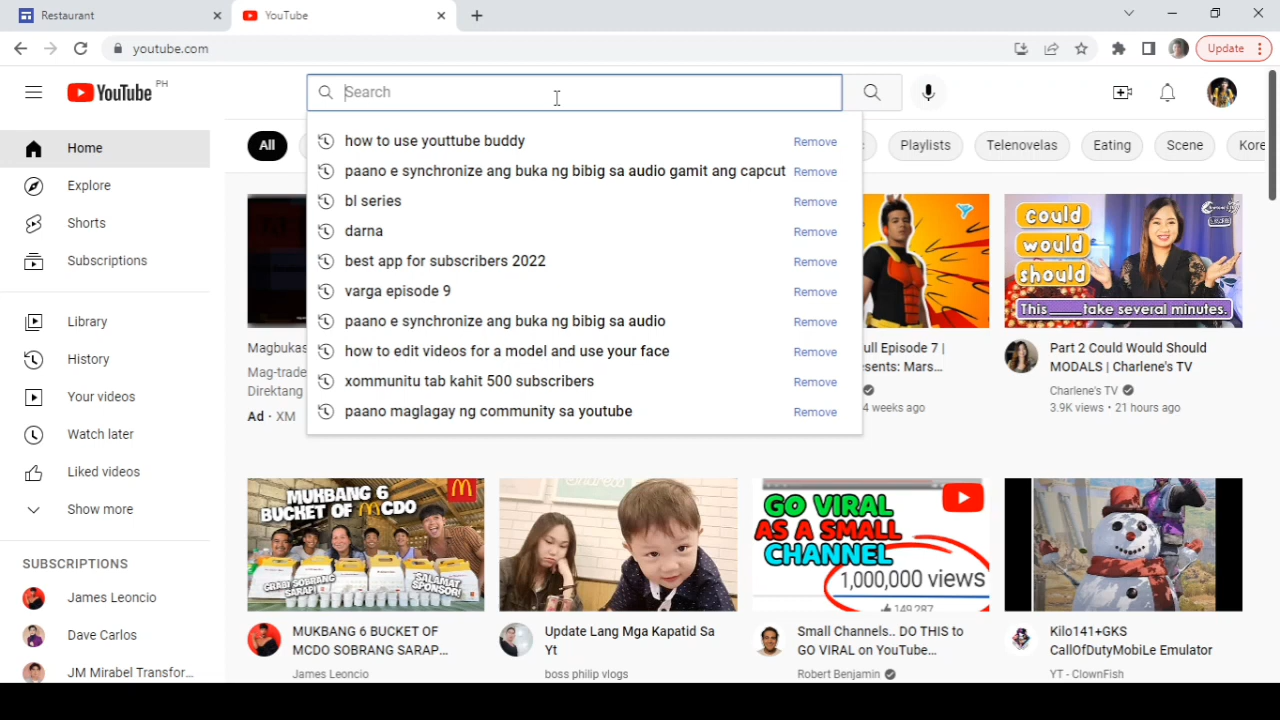 Restaurant
YouTube
youtube.com
Update
YouTube PH
Search
Home
Explore
Shorts
Subscriptions
Library
History
Your videos
Watch later
Liked videos
Show more
SUBSCRIPTIONS
James Leoncio
Dave Carlos
JM Mirabel Transfor...
how to use youttube buddy Remove
paano e synchronize ang buka ng bibig sa audio gamit ang capcut Remove
bl series Remove
darna Remove
best app for subscribers 2022 Remove
varga episode 9 Remove
paano e synchronize ang buka ng bibig sa audio Remove
how to edit videos for a model and use your face Remove
xommunitu tab kahit 500 subscribers Remove
paano maglagay ng community sa youtube Remove
All
Playlists
Telenovelas
Eating
Scene
Kore
Magbukas
Mag-trade
Direktang
Ad · XM
ull Episode 7 |
sents: Mars...
4 weeks ago
could
would
should
This ____ take several minutes.
Part 2 Could Would Should
MODALS | Charlene's TV
Charlene's TV
3.9K views • 21 hours ago
MUKBANG 6
BUCKET OF MCDO
GRABI SOBRANG
SARAP!
SALAMAT
SPONSOR!
MUKBANG 6 BUCKET OF
MCDO SOBRANG SARAP...
James Leoncio
Update Lang Mga Kapatid Sa
Yt
boss philip vlogs
GO VIRAL
AS A SMALL
CHANNEL
1,000,000 views
149,287
Small Channels.. DO THIS to
GO VIRAL on YouTube...
Robert Benjamin
Kilo141+GKS
CallOfDutyMobiLe Emulator
YT - ClownFish